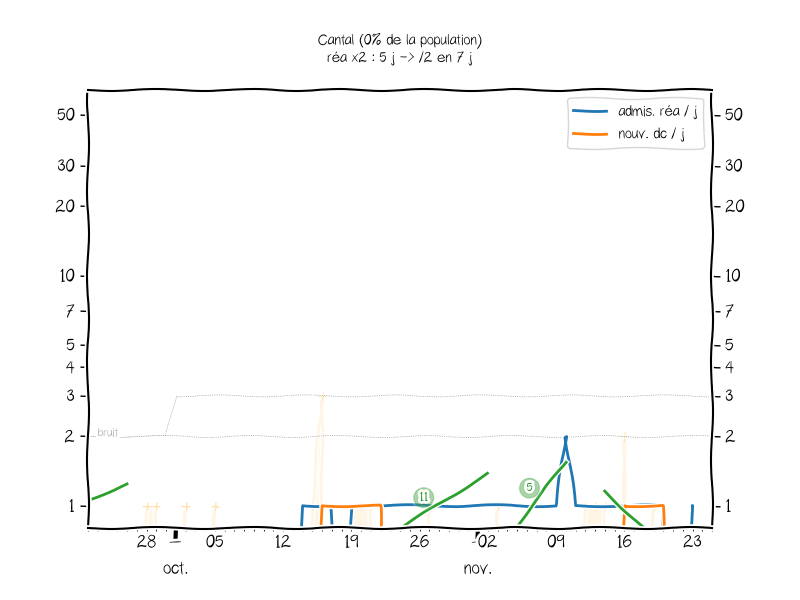 Cantal (0% de la population)
réa x2 : 5 j -> /2 en 7 j
admis. réa / j
nouv. dc / j
50 50
30 30
20 20
10 10
7 7
5 5
4 4
3 3
bruit
2 2
11 5
1 1
28 05 12 19 26 02 09 16 23
oct. nov.